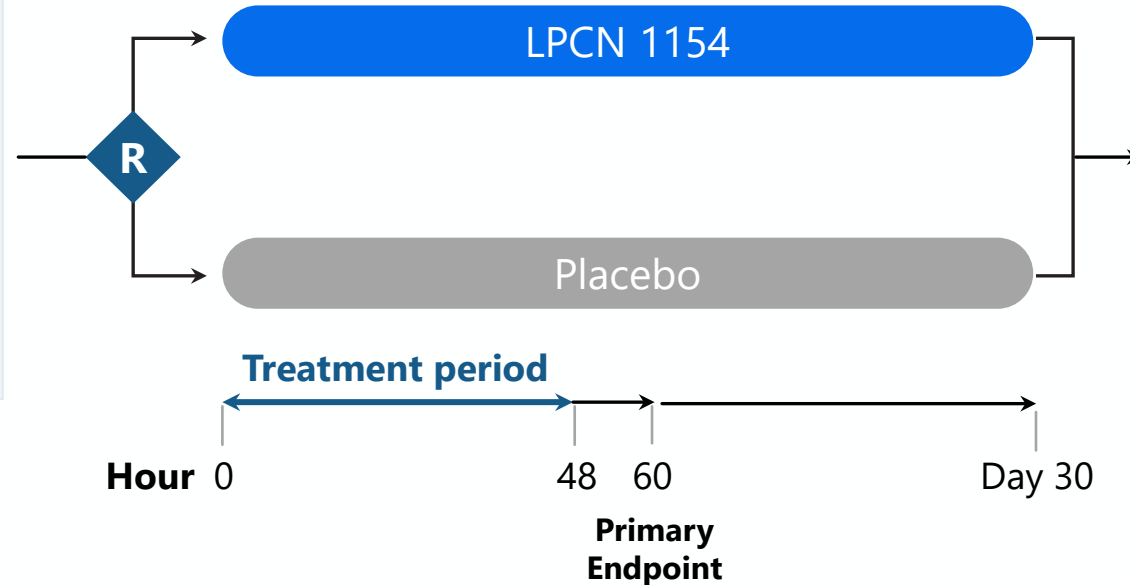 LPCN 1154
R
Placebo
Treatment period
Hour 0 48 60 Day 30
Primary
Endpoint